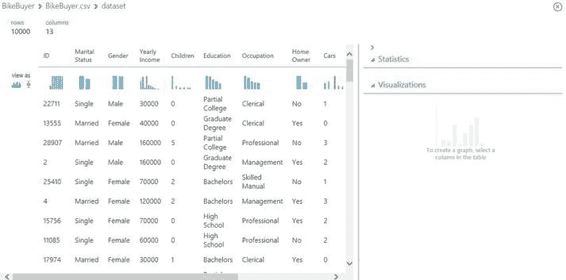 BikeBuyer > BikeBuyer.csv > dataset
rows columns
10000 13
ID Marital Status Gender Yearly Income Children Education Occupation Home Owner Cars
view as
22711 Single Male 30000 0 Partial College Clerical No 1
13555 Married Female 40000 0 Graduate Degree Clerical Yes 0
28907 Married Male 160000 5 Partial College Professional No 3
2 Single Male 160000 0 Graduate Degree Management Yes 2
25410 Single Female 70000 2 Bachelors Skilled Manual No 1
4 Married Female 120000 2 Bachelors Management Yes 3
15756 Single Female 70000 0 High School Professional Yes 2
11085 Single Female 60000 0 High School Professional No 2
17974 Married Female 30000 1 Bachelors Clerical Yes 0
Statistics
Visualizations
To create a graph, select a column in the table